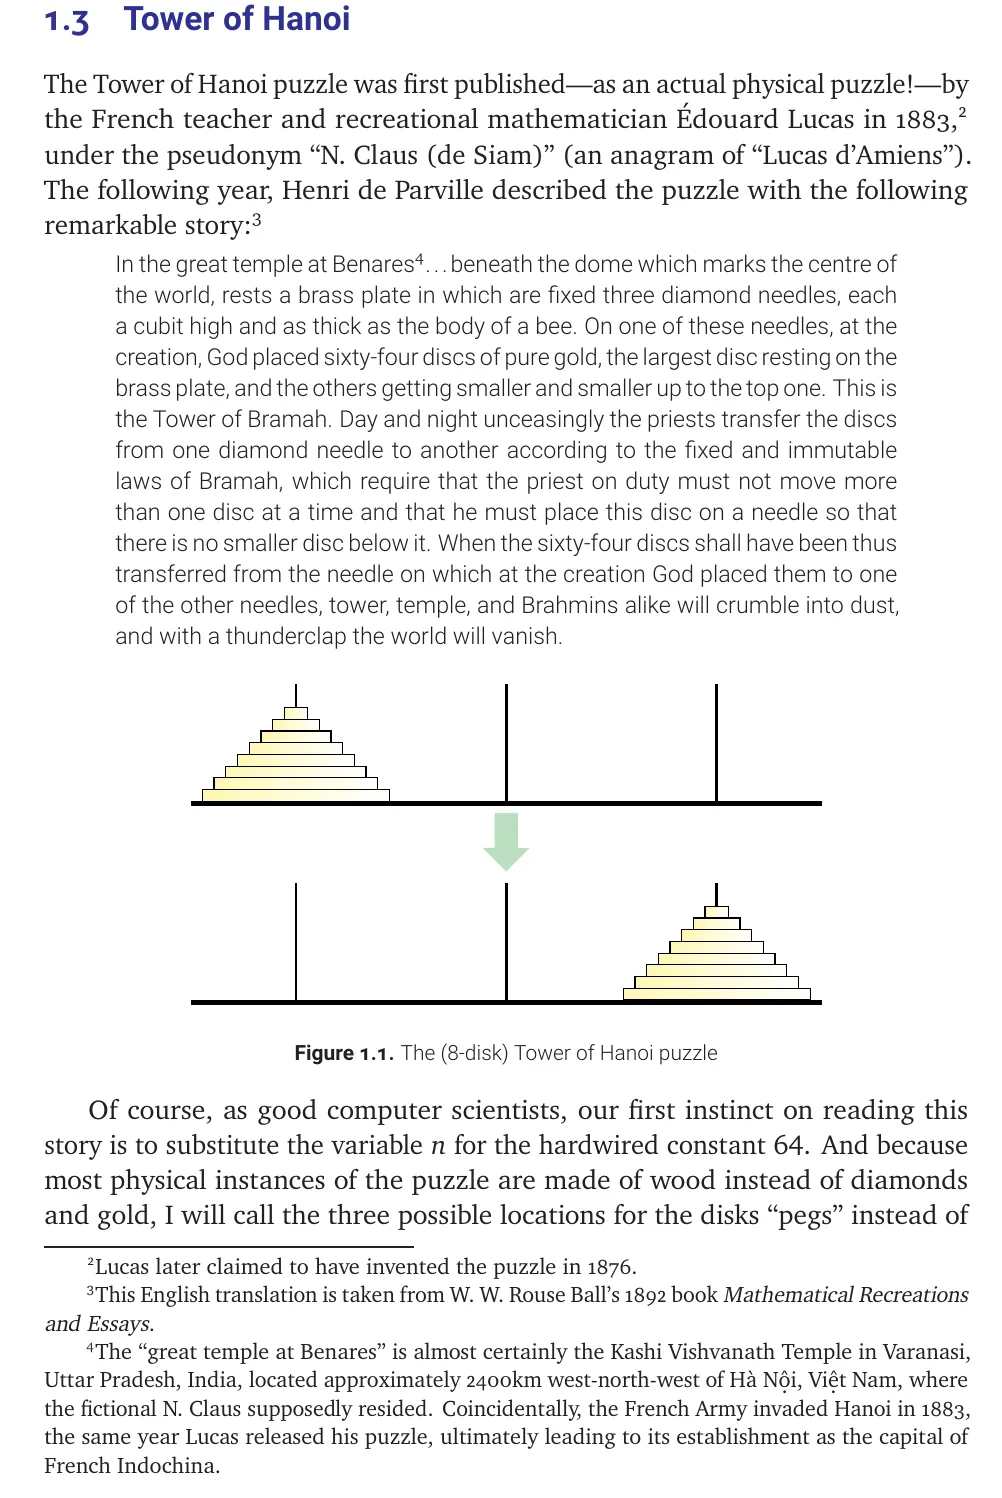 1.3 Tower of Hanoi
The Tower of Hanoi puzzle was first published—as an actual physical puzzle!—by
the French teacher and recreational mathematician Édouard Lucas in 1883,²
under the pseudonym “N. Claus (de Siam)” (an anagram of “Lucas d’Amiens”).
The following year, Henri de Parville described the puzzle with the following
remarkable story:³
In the great temple at Benares⁴...beneath the dome which marks the centre of
the world, rests a brass plate in which are fixed three diamond needles, each
a cubit high and as thick as the body of a bee. On one of these needles, at the
creation, God placed sixty-four discs of pure gold, the largest disc resting on the
brass plate, and the others getting smaller and smaller up to the top one. This is
the Tower of Bramah. Day and night unceasingly the priests transfer the discs
from one diamond needle to another according to the fixed and immutable
laws of Bramah, which require that the priest on duty must not move more
than one disc at a time and that he must place this disc on a needle so that
there is no smaller disc below it. When the sixty-four discs shall have been thus
transferred from the needle on which at the creation God placed them to one
of the other needles, tower, temple, and Brahmins alike will crumble into dust,
and with a thunderclap the world will vanish.
Figure 1.1. The (8-disk) Tower of Hanoi puzzle
Of course, as good computer scientists, our first instinct on reading this
story is to substitute the variable n for the hardwired constant 64. And because
most physical instances of the puzzle are made of wood instead of diamonds
and gold, I will call the three possible locations for the disks “pegs” instead of
²Lucas later claimed to have invented the puzzle in 1876.
³This English translation is taken from W. W. Rouse Ball’s 1892 book Mathematical Recreations
and Essays.
⁴The “great temple at Benares” is almost certainly the Kashi Vishvanath Temple in Varanasi,
Uttar Pradesh, India, located approximately 2400km west-north-west of Hà Nội, Việt Nam, where
the fictional N. Claus supposedly resided. Coincidentally, the French Army invaded Hanoi in 1883,
the same year Lucas released his puzzle, ultimately leading to its establishment as the capital of
French Indochina.